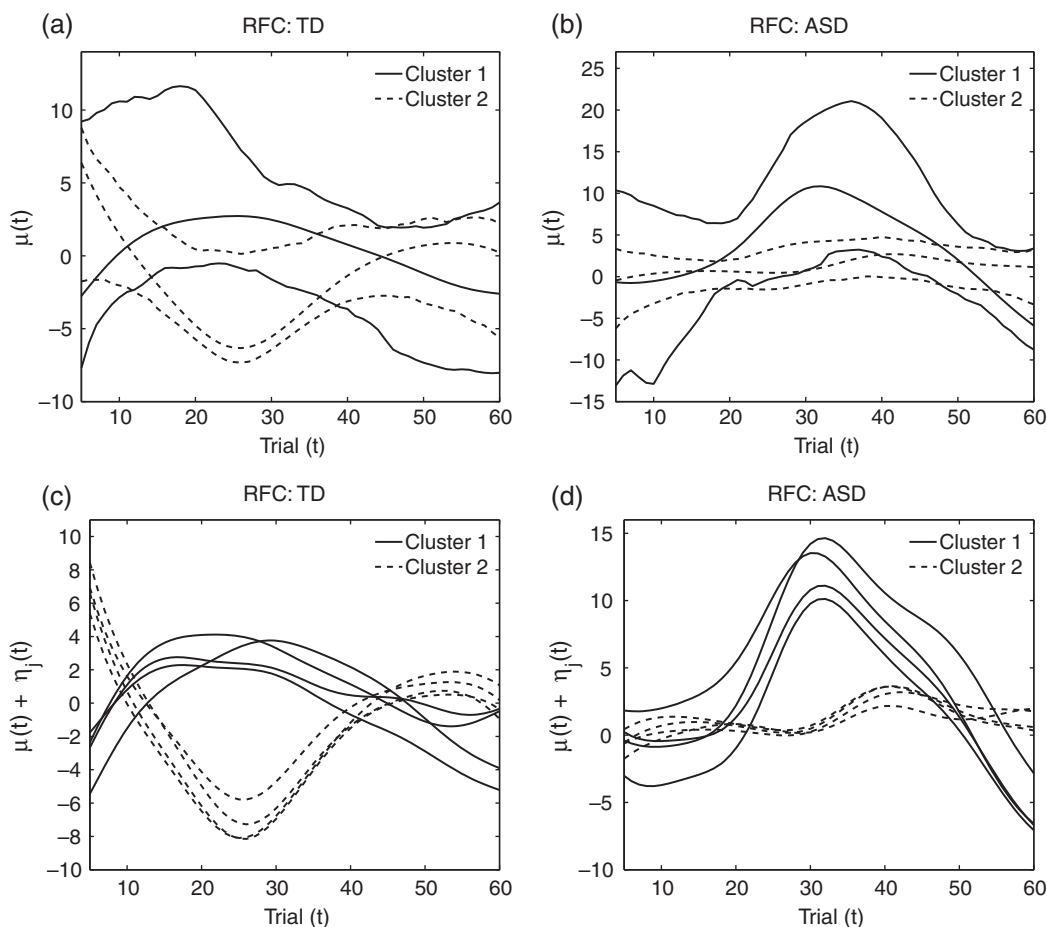 (a)
RFC: TD
Cluster 1
Cluster 2
10
5
0
−5
−10
μ(t)
10
20
30
40
50
60
Trial (t)
(b)
RFC: ASD
Cluster 1
Cluster 2
25
20
15
10
5
0
−5
−10
−15
μ(t)
10
20
30
40
50
60
Trial (t)
(c)
RFC: TD
Cluster 1
Cluster 2
10
8
6
4
2
0
−2
−4
−6
−8
−10
μ(t) + ηj(t)
10
20
30
40
50
60
Trial (t)
(d)
RFC: ASD
Cluster 1
Cluster 2
15
10
5
0
−5
−10
μ(t) + ηj(t)
10
20
30
40
50
60
Trial (t)